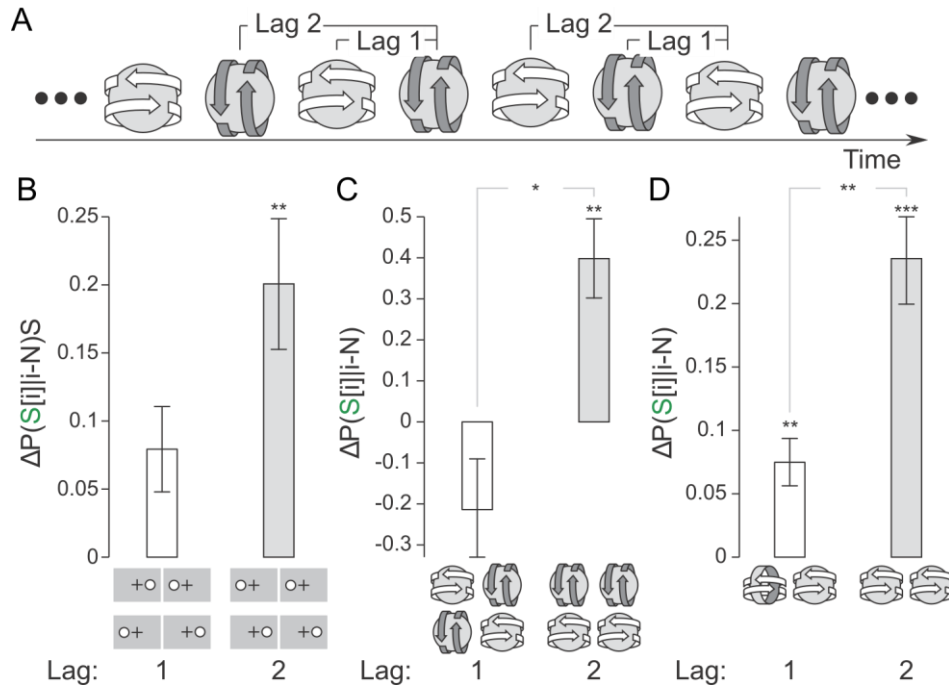 A
Lag 2
Lag 1
Lag 2
Lag 1
Time
B
**
0.25
0.2
0.15
0.1
0.05
0
ΔP(S[i]|i-N)S
Lag: 1 2
C
*
**
0.5
0.4
0.3
0.2
0.1
0
-0.1
-0.2
-0.3
ΔP(S[i]|i-N)
1 2
D
**
***
**
0.25
0.2
0.15
0.1
0.05
0
ΔP(S[i]|i-N)
Lag: 1 2